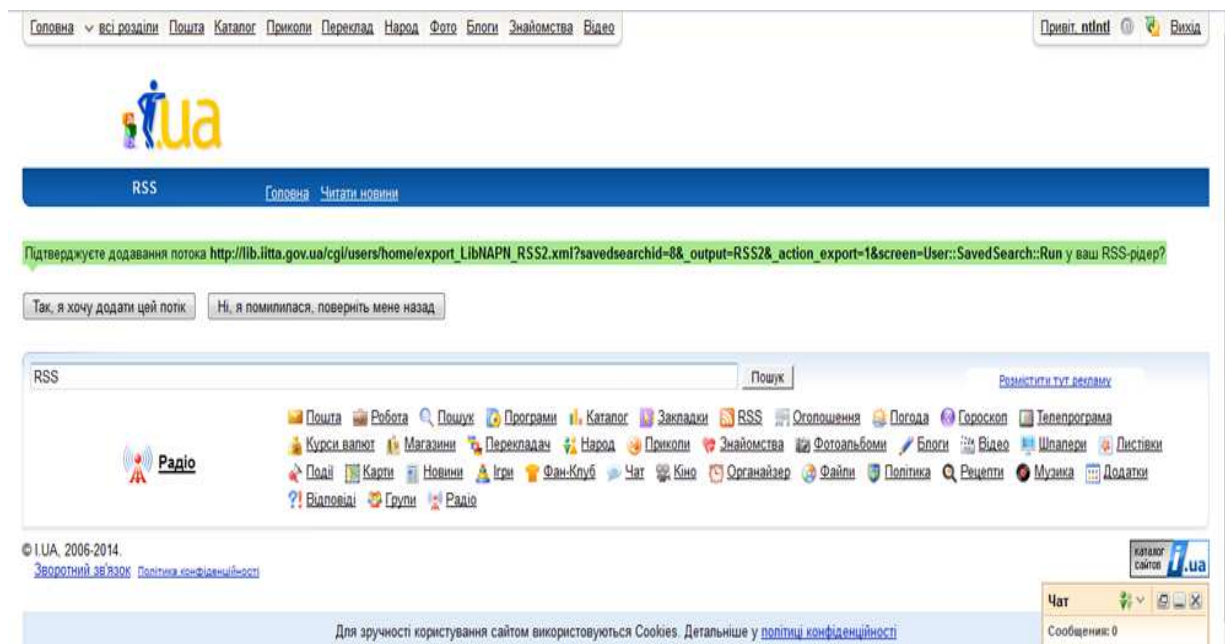 Головна всі розділи Пошта Каталог Приколи Переклад Народ Фото Блоги Знайомства Відео
Привіт, ntlntl Вихід
i.ua
RSS Головна Читати новини
Підтверджуєте додавання потока http://lib.iitta.gov.ua/cgi/users/home/export_LibNAPN_RSS2.xml?savedsearchid=8&_output=RSS2&_action_export=1&screen=User::SavedSearch::Run у ваш RSS-рідер?
Так, я хочу додати цей потік Ні, я помилилася, поверніть мене назад
RSS Пошук Розмістити тут рекламу
Пошта Робота Пошук Програми Каталог Закладки RSS Оголошення Погода Гороскоп Телепрограма
Курси валют Магазини Перекладач Народ Приколи Знайомства Фотоальбоми Блоги Відео Шпалери Листівки
Радіо
Події Карти Новини Ігри Фан-Клуб Чат Кіно Органайзер Файли Політика Рецепти Музика Додатки
Відповіді Групи Радіо
© I.UA, 2006-2014.
Зворотний зв'язок Політика конфіденційності
каталог сайтов i.ua
Чат
Сообщения: 0
Для зручності користування сайтом використовуються Cookies. Детальніше у політиці конфіденційності